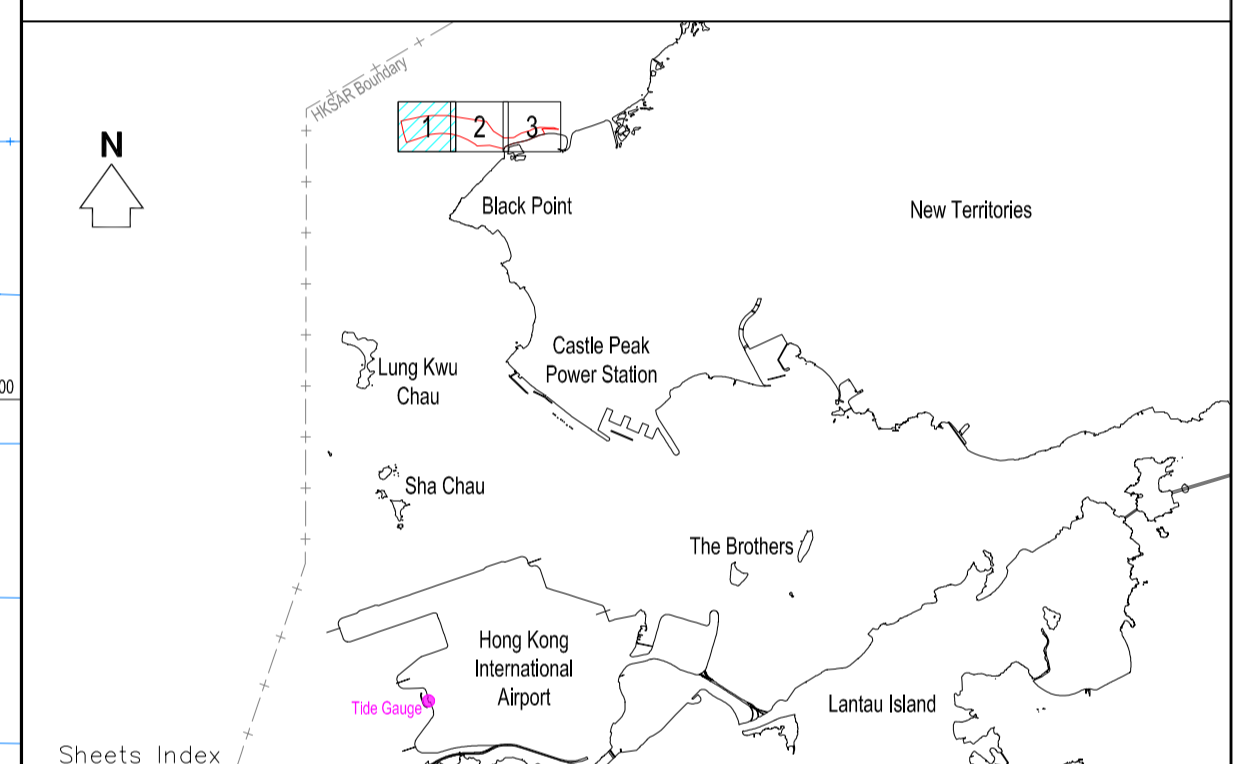 HKSAR Boundary
1 2 3
N
Black Point
New Territories
Castle Peak
Power Station
Lung Kwu
Chau
00
Sha Chau
The Brothers
Hong Kong
International
Airport
Tide Gauge
Lantau Island
Sheets Index